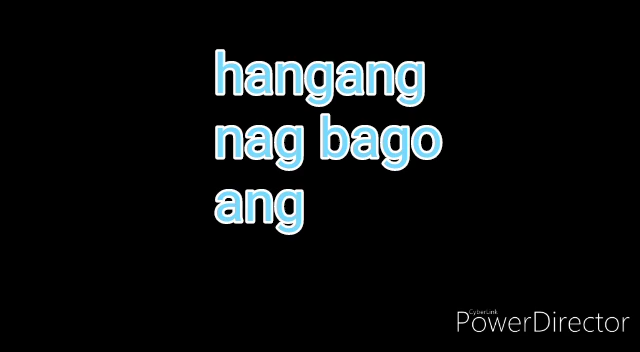 hangang
nag bago
ang
CyberLink
PowerDirector